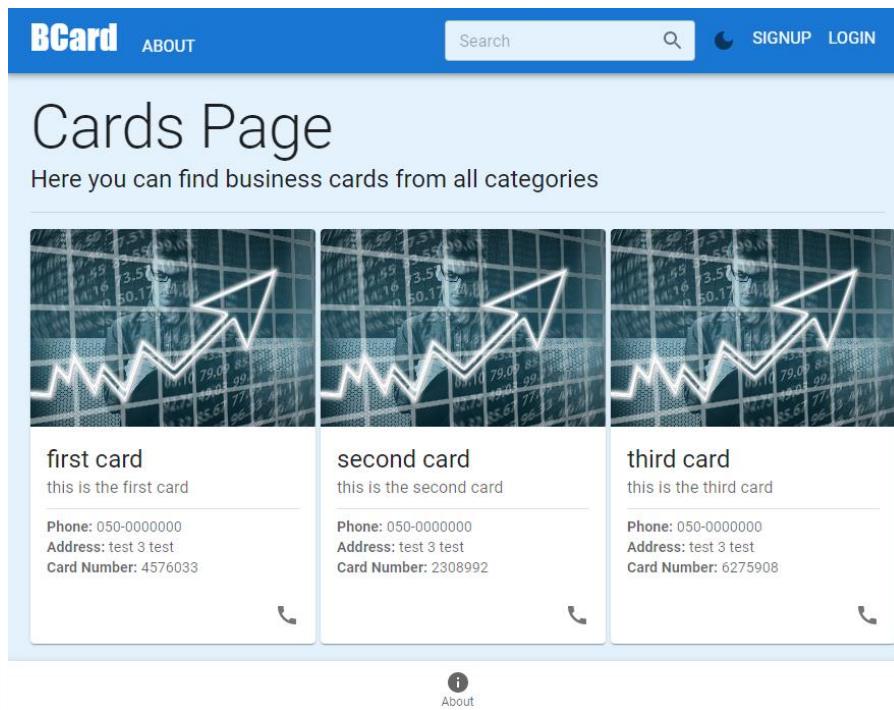 BCard ABOUT Search SIGNUP LOGIN
Cards Page
Here you can find business cards from all categories
first card
this is the first card
Phone: 050-0000000
Address: test 3 test
Card Number: 4576033
second card
this is the second card
Phone: 050-0000000
Address: test 3 test
Card Number: 2308992
third card
this is the third card
Phone: 050-0000000
Address: test 3 test
Card Number: 6275908
About